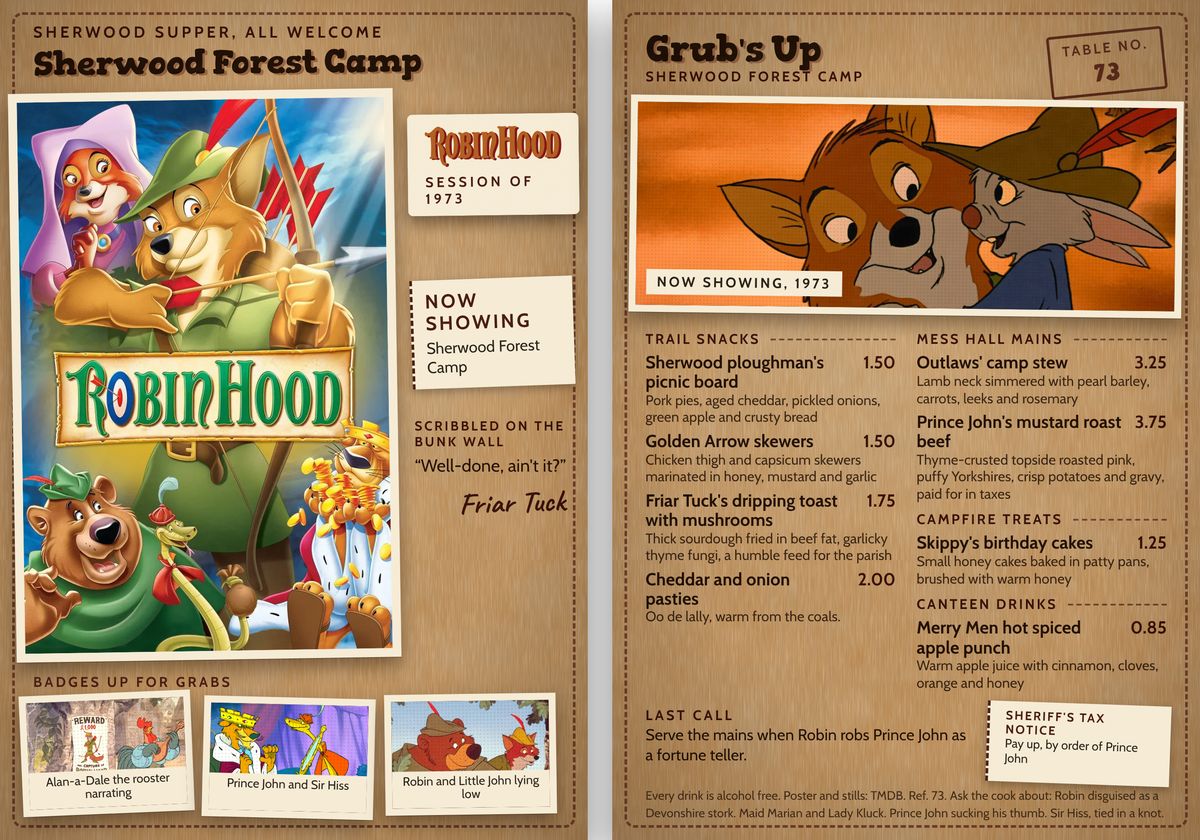 SHERWOOD SUPPER, ALL WELCOME
Sherwood Forest Camp
ROBIN HOOD
ROBIN HOOD
SESSION OF
1973
NOW
SHOWING
Sherwood Forest
Camp
SCRIBBLED ON THE
BUNK WALL
“Well-done, ain't it?”
Friar Tuck
BADGES UP FOR GRABS
REWARD
Alan-a-Dale the rooster
narrating
Prince John and Sir Hiss
Robin and Little John lying
low
Grub's Up
SHERWOOD FOREST CAMP
TABLE NO.
73
NOW SHOWING, 1973
TRAIL SNACKS
Sherwood ploughman's 1.50
picnic board
Pork pies, aged cheddar, pickled onions,
green apple and crusty bread
Golden Arrow skewers 1.50
Chicken thigh and capsicum skewers
marinated in honey, mustard and garlic
Friar Tuck's dripping toast 1.75
with mushrooms
Thick sourdough fried in beef fat, garlicky
thyme fungi, a humble feed for the parish
Cheddar and onion 2.00
pasties
Oo de lally, warm from the coals.
MESS HALL MAINS
Outlaws' camp stew 3.25
Lamb neck simmered with pearl barley,
carrots, leeks and rosemary
Prince John's mustard roast 3.75
beef
Thyme-crusted topside roasted pink,
puffy Yorkshires, crisp potatoes and gravy,
paid for in taxes
CAMPFIRE TREATS
Skippy's birthday cakes 1.25
Small honey cakes baked in patty pans,
brushed with warm honey
CANTEEN DRINKS
Merry Men hot spiced 0.85
apple punch
Warm apple juice with cinnamon, cloves,
orange and honey
LAST CALL
Serve the mains when Robin robs Prince John as
a fortune teller.
SHERIFF'S TAX
NOTICE
Pay up, by order of Prince
John
Every drink is alcohol free. Poster and stills: TMDB. Ref. 73. Ask the cook about: Robin disguised as a
Devonshire stork. Maid Marian and Lady Kluck. Prince John sucking his thumb. Sir Hiss, tied in a knot.